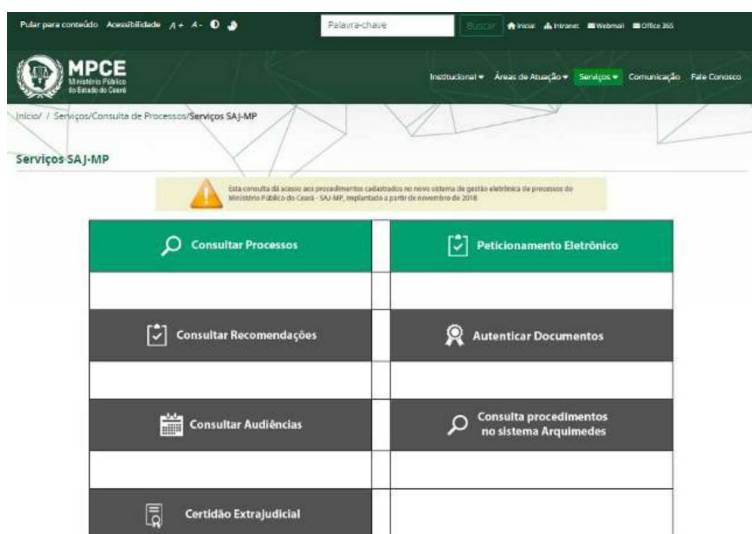 Pular para conteúdo Acessibilidade A+ A- Palavra-chave Buscar Inicial Intranet Webmail Office 365
MPCE
Ministério Público
do Estado do Ceará
Institucional Áreas de Atuação Serviços Comunicação Fale Conosco
Início/ / Serviços/Consulta de Processos/Serviços SAJ-MP
Serviços SAJ-MP
Esta consulta dá acesso aos procedimentos cadastrados no novo sistema de gestão eletrônica de processos do
Ministério Público do Ceará - SAJ-MP, implantado a partir de novembro de 2018
Consultar Processos
Peticionamento Eletrônico
Consultar Recomendações
Autenticar Documentos
Consultar Audiências
Consulta procedimentos
no sistema Arquimedes
Certidão Extrajudicial